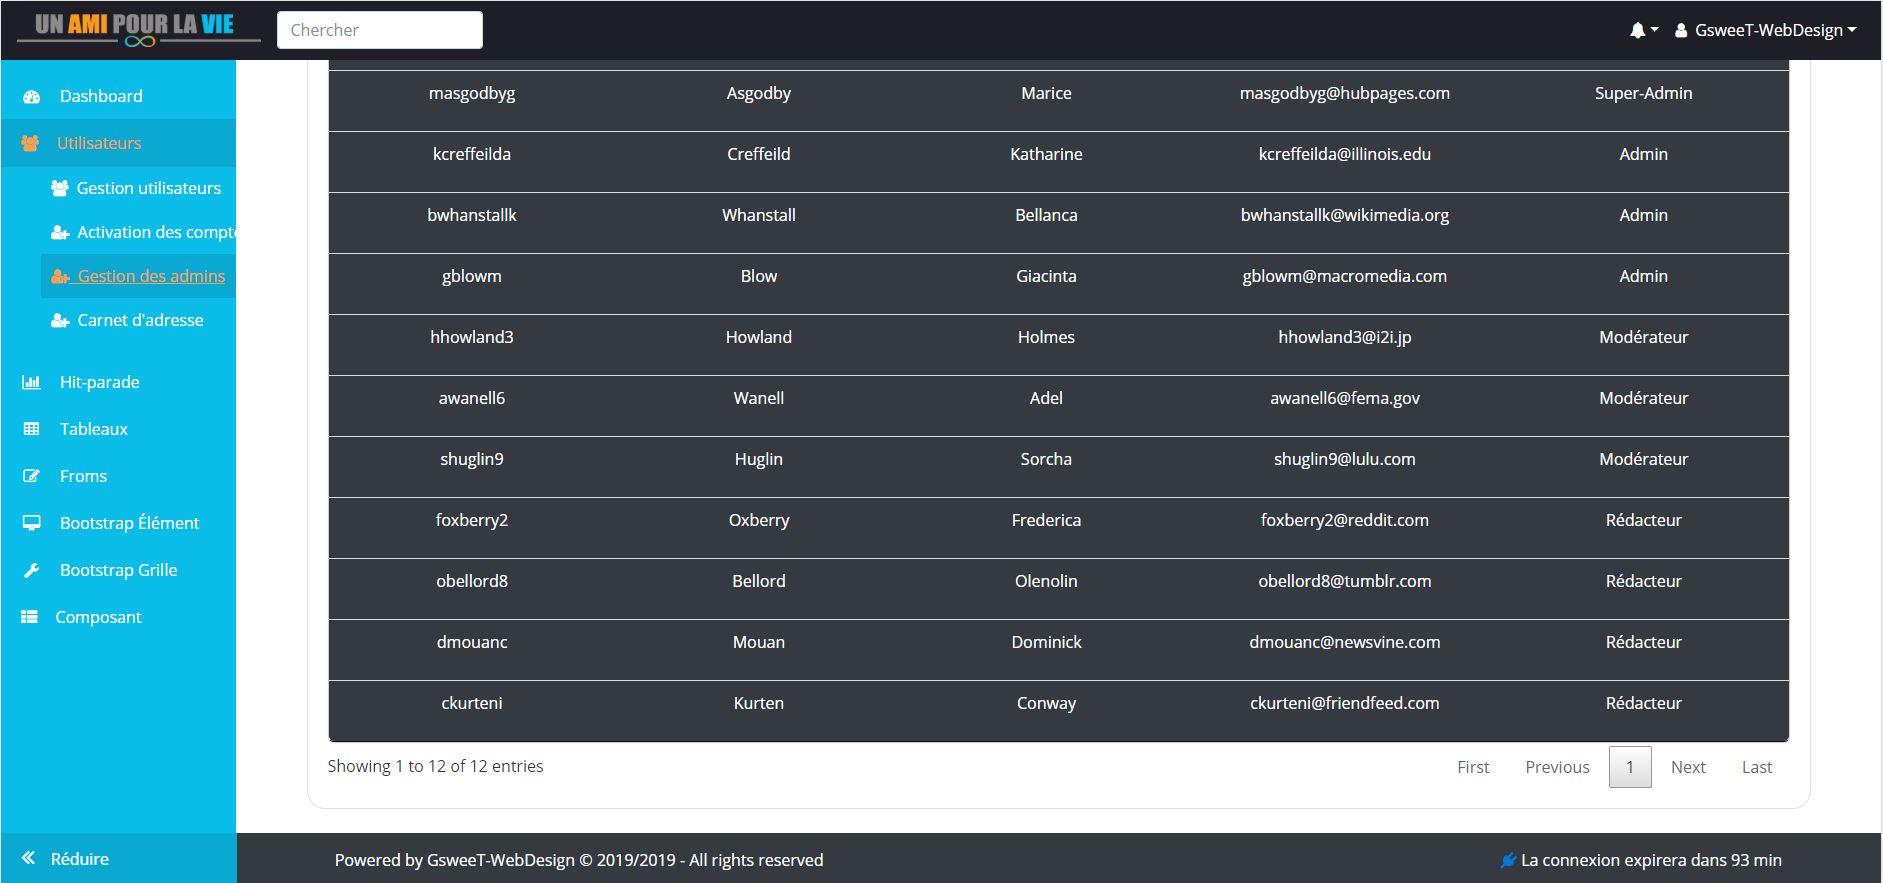 UN AMI POUR LA VIE
Chercher
GsweeT-WebDesign
Dashboard
Utilisateurs
Gestion utilisateurs
Activation des compte
Gestion des admins
Carnet d'adresse
Hit-parade
Tableaux
Froms
Bootstrap Élément
Bootstrap Grille
Composant
Réduire
masgodbyg Asgodby Marice masgodbyg@hubpages.com Super-Admin
kcreffeilda Creffeild Katharine kcreffeilda@illinois.edu Admin
bwhanstallk Whanstall Bellanca bwhanstallk@wikimedia.org Admin
gblowm Blow Giacinta gblowm@macromedia.com Admin
hhowland3 Howland Holmes hhowland3@i2i.jp Modérateur
awanell6 Wanell Adel awanell6@fema.gov Modérateur
shuglin9 Huglin Sorcha shuglin9@lulu.com Modérateur
foxberry2 Oxberry Frederica foxberry2@reddit.com Rédacteur
obellord8 Bellord Olenolin obellord8@tumblr.com Rédacteur
dmouanc Mouan Dominick dmouanc@newsvine.com Rédacteur
ckurteni Kurten Conway ckurteni@friendfeed.com Rédacteur
Showing 1 to 12 of 12 entries
First Previous 1 Next Last
Powered by GsweeT-WebDesign © 2019/2019 - All rights reserved
La connexion expirera dans 93 min